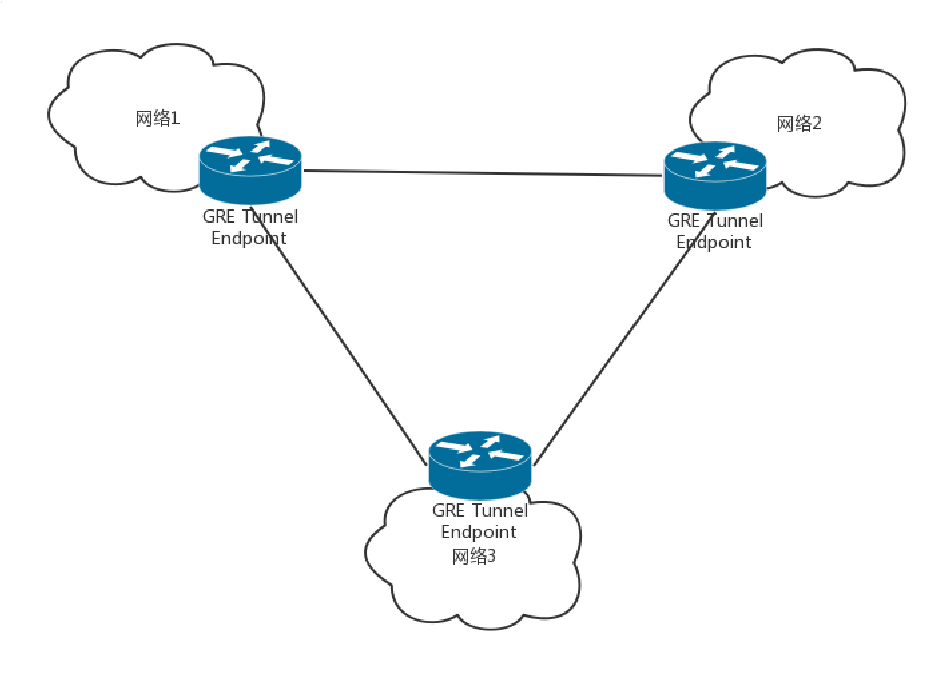 网络1
网络2
GRE Tunnel
Endpoint
GRE Tunnel
Endpoint
GRE Tunnel
Endpoint
网络3